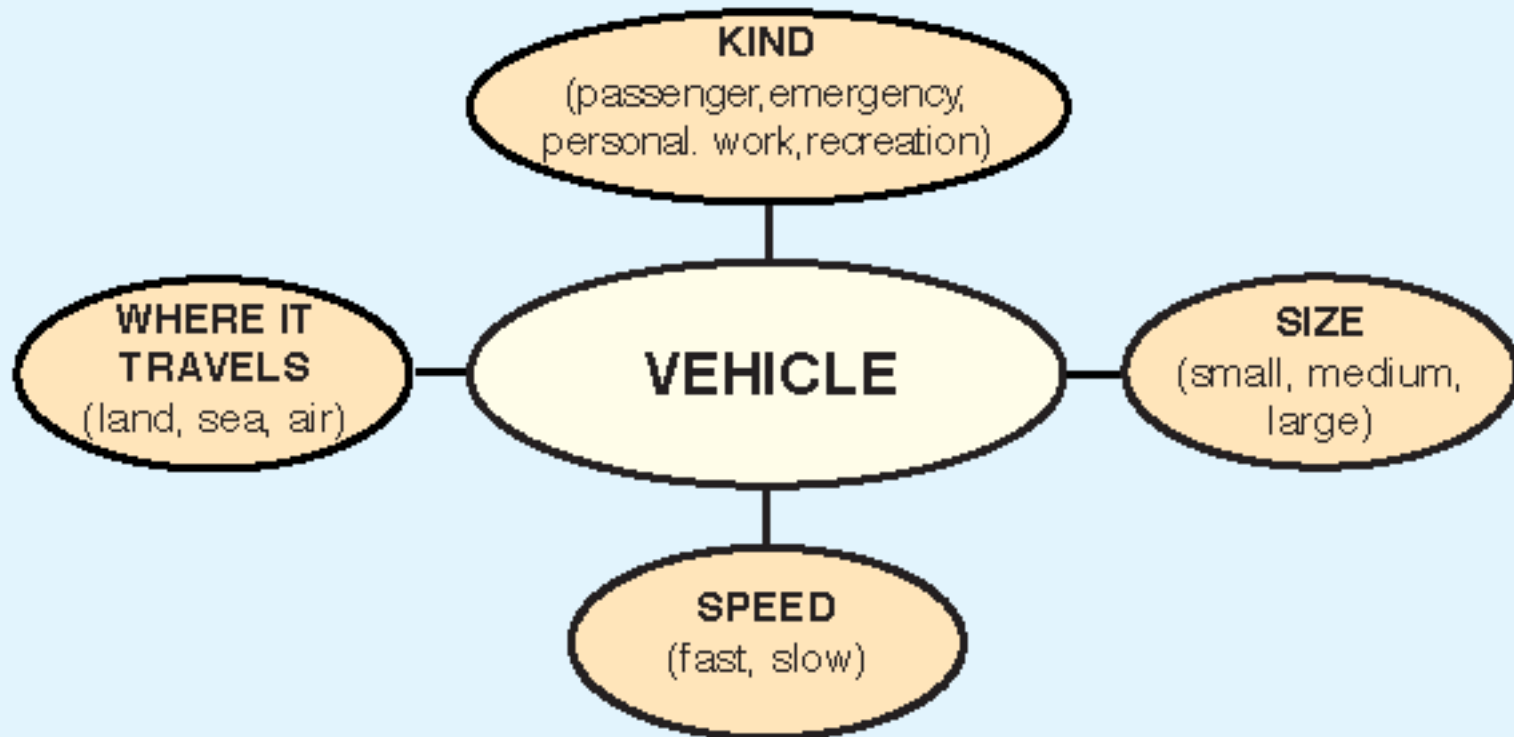 KIND
(passenger,emergency,
personal. work,recreation)
WHERE IT
TRAVELS
(land, sea, air)
VEHICLE
SIZE
(small, medium,
large)
SPEED
(fast, slow)